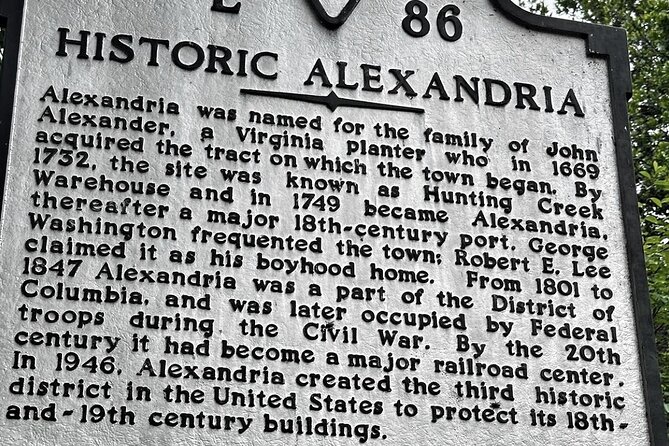 E 86
HISTORIC ALEXANDRIA
Alexandria was named for the family of John
Alexander, a Virginia planter who in 1669
acquired the tract on which the town began. By
1732, the site was known as Hunting Creek
Warehouse and in 1749 became Alexandria,
thereafter a major 18th-century port. George
Washington frequented the town; Robert E. Lee
claimed it as his boyhood home. From 1801 to
1847 Alexandria was a part of the District of
Columbia, and was later occupied by Federal
troops during the Civil War. By the 20th
century it had become a major railroad center.
In 1946, Alexandria created the third historic
district in the United States to protect its 18th-
and-19th century buildings.